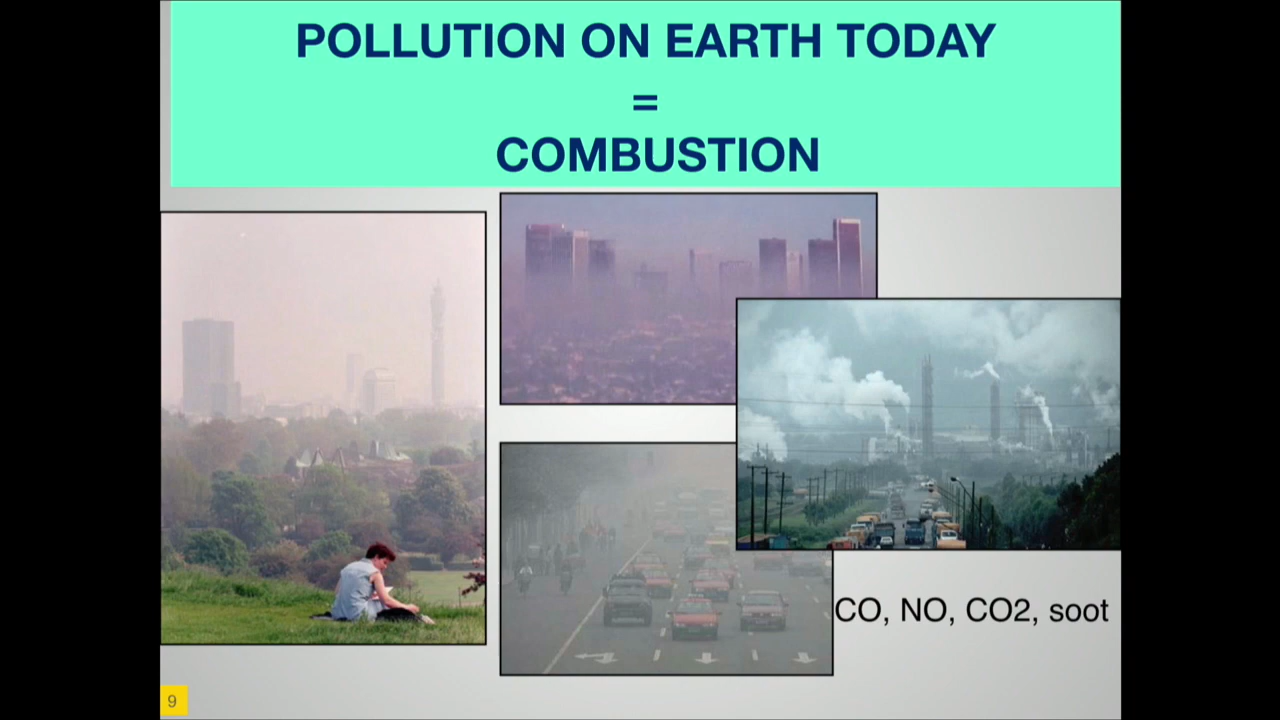 POLLUTION ON EARTH TODAY
=
COMBUSTION
CO, NO, CO2, soot
9